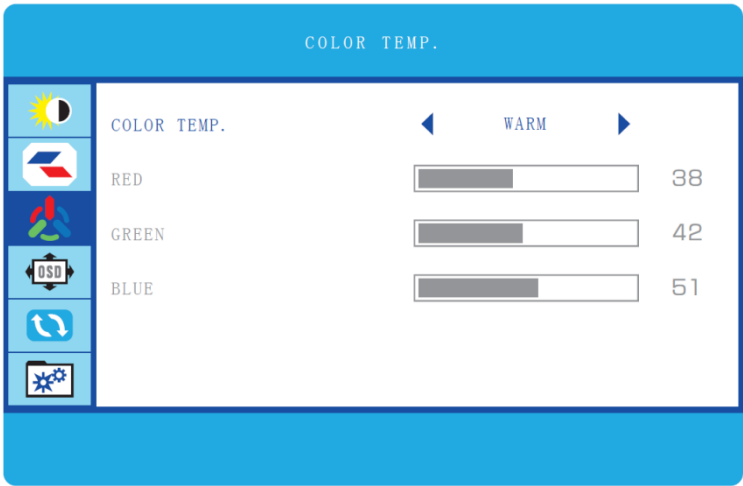 COLOR TEMP.
COLOR TEMP. WARM
RED 38
GREEN 42
OSD
BLUE 51